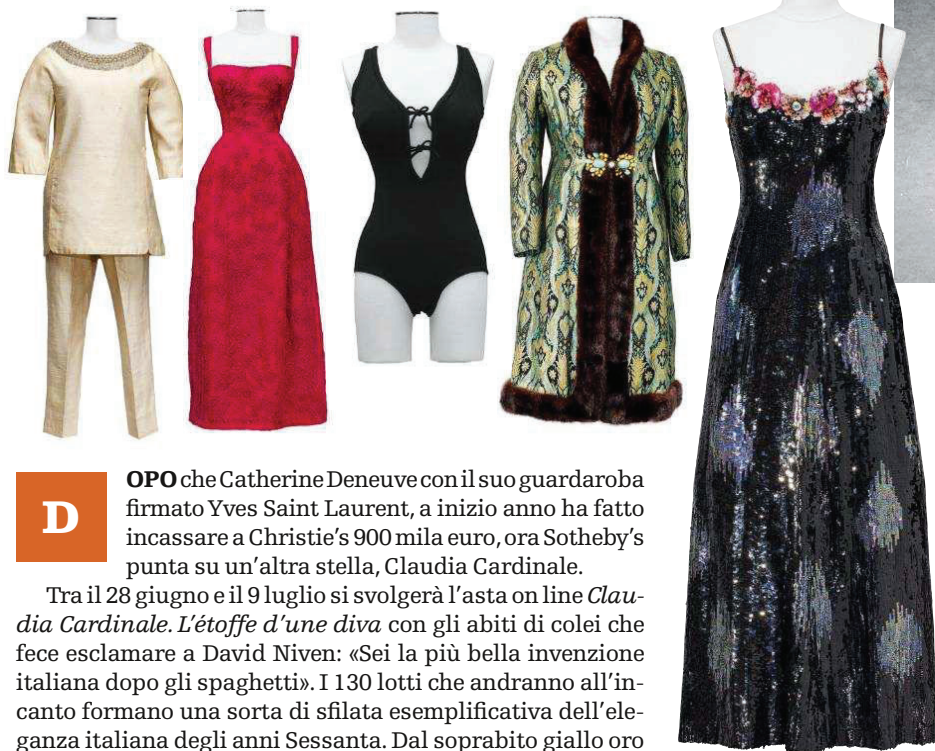 DOPO che Catherine Deneuve con il suo guardaroba
firmato Yves Saint Laurent, a inizio anno ha fatto
incassare a Christie's 900 mila euro, ora Sotheby's
punta su un'altra stella, Claudia Cardinale.
Tra il 28 giugno e il 9 luglio si svolgerà l'asta on line Clau-
dia Cardinale. L'étoffe d'une diva con gli abiti di colei che
fece esclamare a David Niven: «Sei la più bella invenzione
italiana dopo gli spaghetti». I 130 lotti che andranno all'in-
canto formano una sorta di sfilata esemplificativa dell'ele-
ganza italiana degli anni Sessanta. Dal soprabito giallo oro